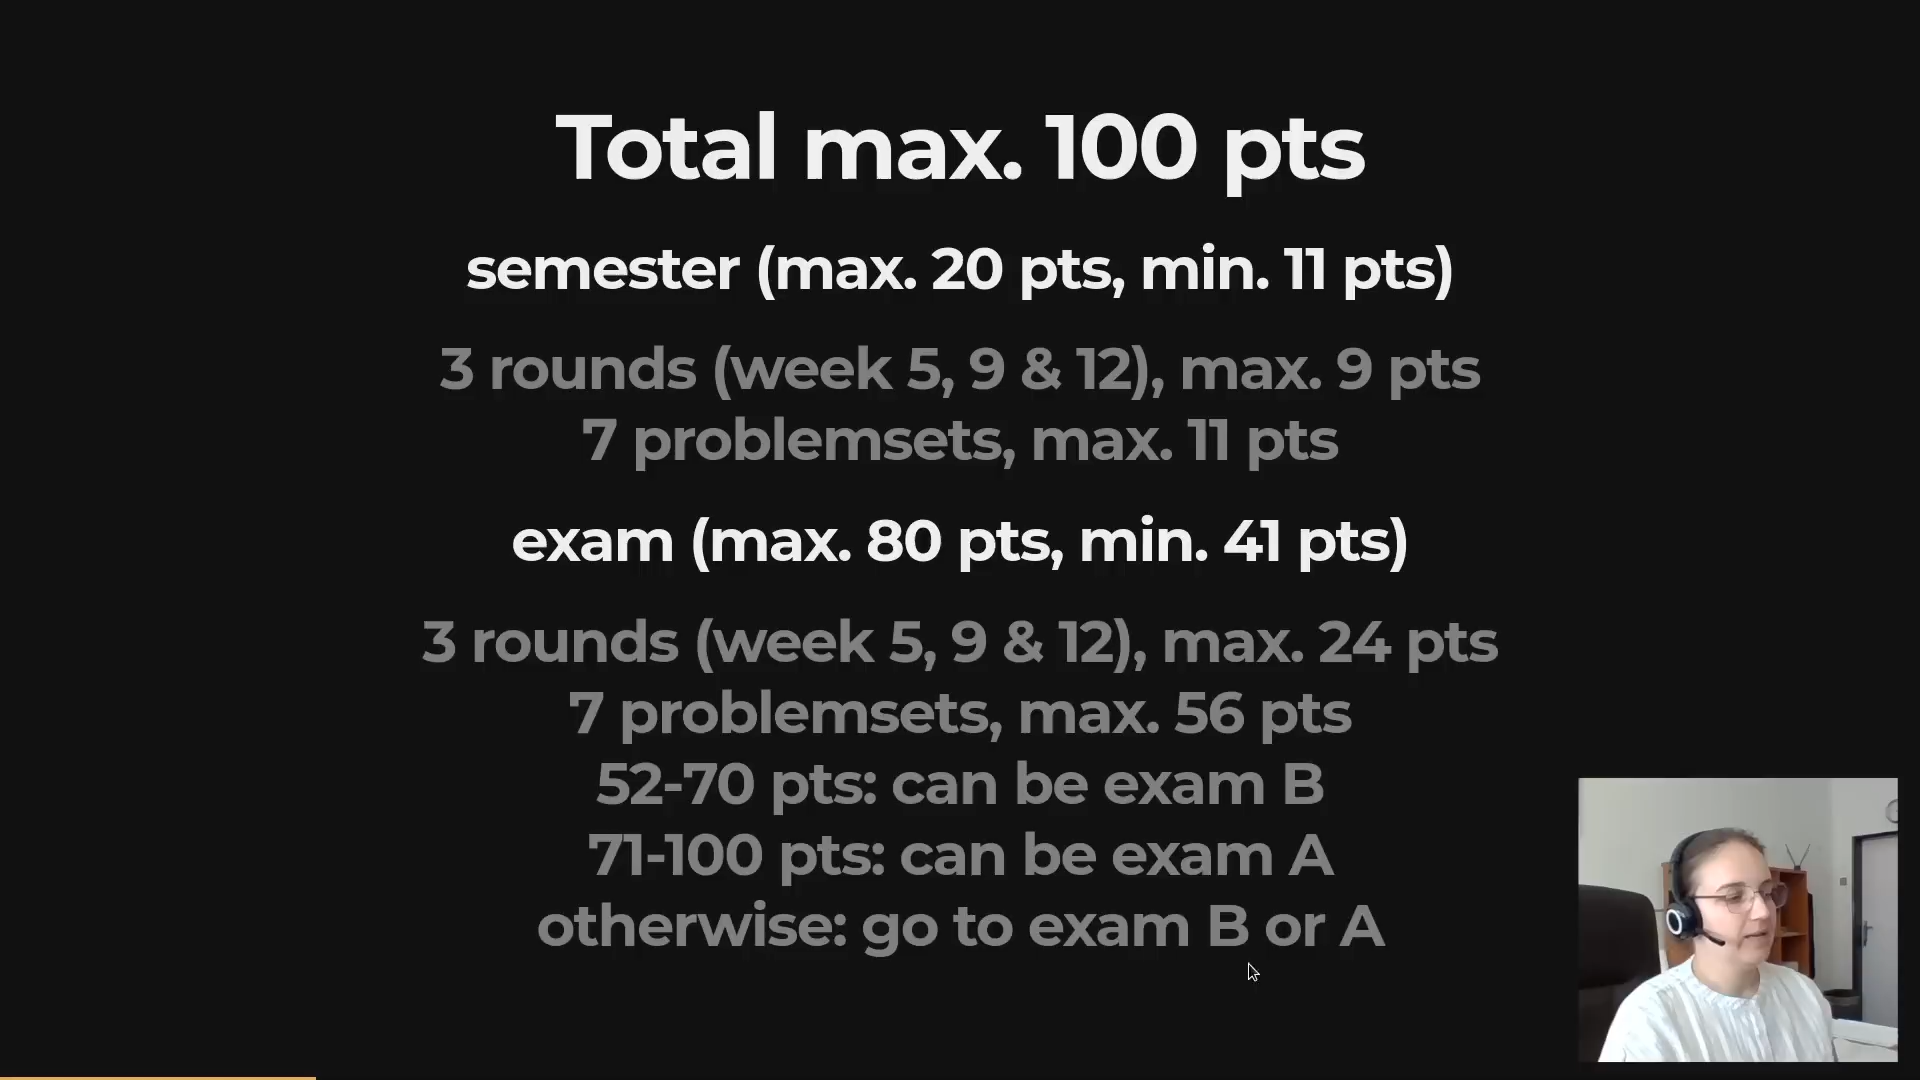 Total max. 100 pts
semester (max. 20 pts, min. 11 pts)
3 rounds (week 5, 9 & 12), max. 9 pts
7 problemsets, max. 11 pts
exam (max. 80 pts, min. 41 pts)
3 rounds (week 5, 9 & 12), max. 24 pts
7 problemsets, max. 56 pts
52-70 pts: can be exam B
71-100 pts: can be exam A
otherwise: go to exam B or A